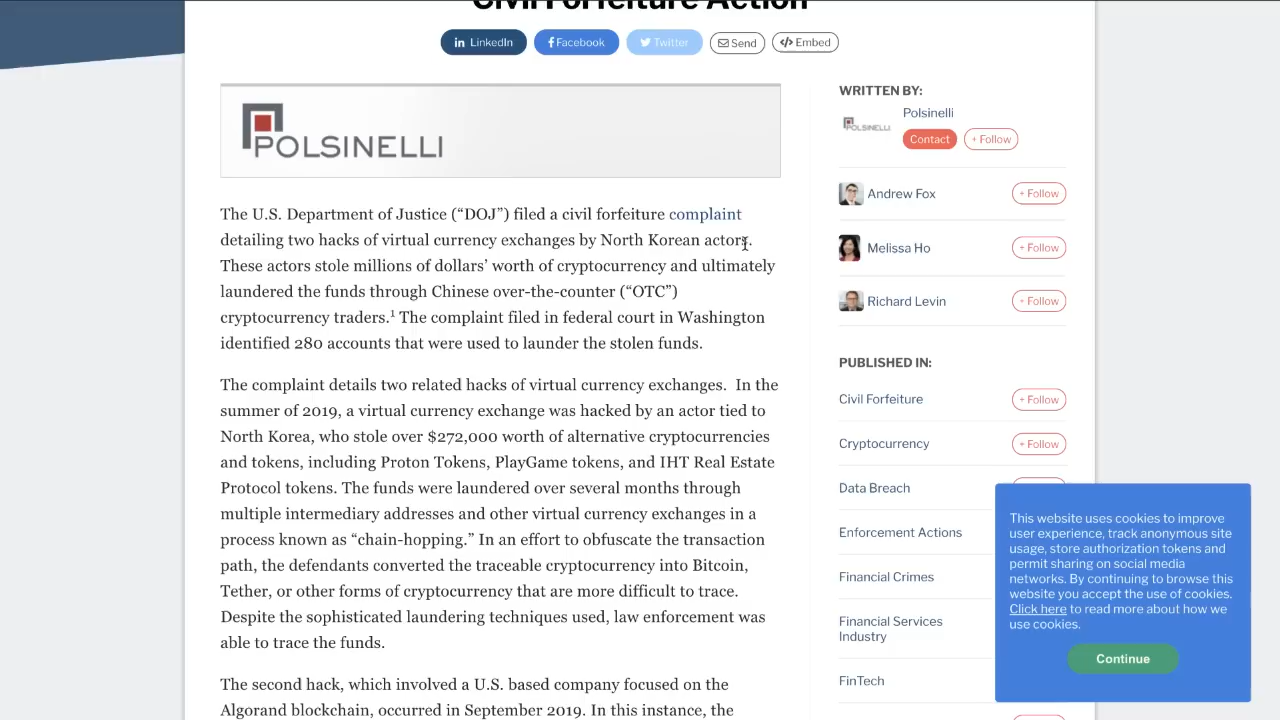 Civil Forfeiture Action
LinkedIn Facebook Twitter Send Embed
POLSINELLI
The U.S. Department of Justice (“DOJ”) filed a civil forfeiture complaint
detailing two hacks of virtual currency exchanges by North Korean actors.
These actors stole millions of dollars’ worth of cryptocurrency and ultimately
laundered the funds through Chinese over-the-counter (“OTC”)
cryptocurrency traders.¹ The complaint filed in federal court in Washington
identified 280 accounts that were used to launder the stolen funds.
The complaint details two related hacks of virtual currency exchanges. In the
summer of 2019, a virtual currency exchange was hacked by an actor tied to
North Korea, who stole over $272,000 worth of alternative cryptocurrencies
and tokens, including Proton Tokens, PlayGame tokens, and IHT Real Estate
Protocol tokens. The funds were laundered over several months through
multiple intermediary addresses and other virtual currency exchanges in a
process known as “chain-hopping.” In an effort to obfuscate the transaction
path, the defendants converted the traceable cryptocurrency into Bitcoin,
Tether, or other forms of cryptocurrency that are more difficult to trace.
Despite the sophisticated laundering techniques used, law enforcement was
able to trace the funds.
The second hack, which involved a U.S. based company focused on the
Algorand blockchain, occurred in September 2019. In this instance, the
WRITTEN BY:
POLSINELLI
Polsinelli
Contact + Follow
Andrew Fox + Follow
Melissa Ho + Follow
Richard Levin + Follow
PUBLISHED IN:
Civil Forfeiture + Follow
Cryptocurrency + Follow
Data Breach
Enforcement Actions
Financial Crimes
Financial Services
Industry
FinTech
This website uses cookies to improve
user experience, track anonymous site
usage, store authorization tokens and
permit sharing on social media
networks. By continuing to browse this
website you accept the use of cookies.
Click here to read more about how we
use cookies.
Continue